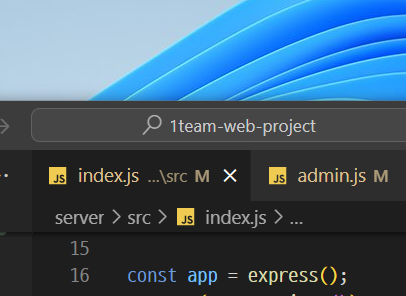 1team-web-project
JS index.js ...\src M JS admin.js M
server > src > JS index.js > ...
15
16 const app = express();